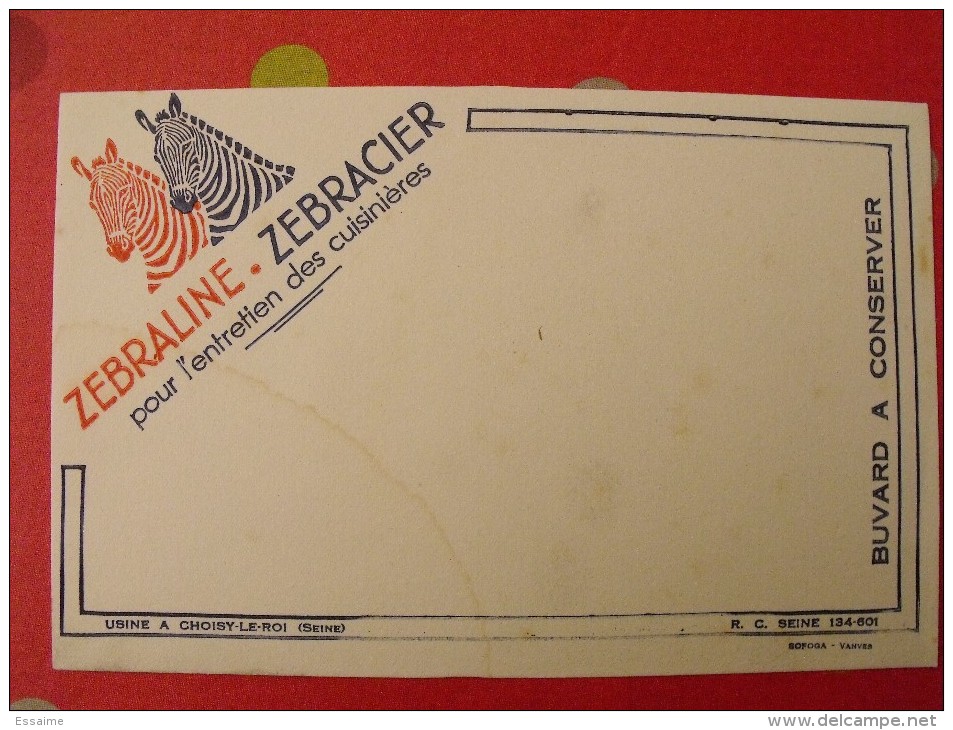 ZEBRALINE. ZEBRACIER
pour l'entretien des cuisinières
BUVARD A CONSERVER
USINE A CHOISY-LE-ROI (SEINE)
R. C. SEINE 134-601
SOFOGA - VANVES
Essaime
www.delcampe.net